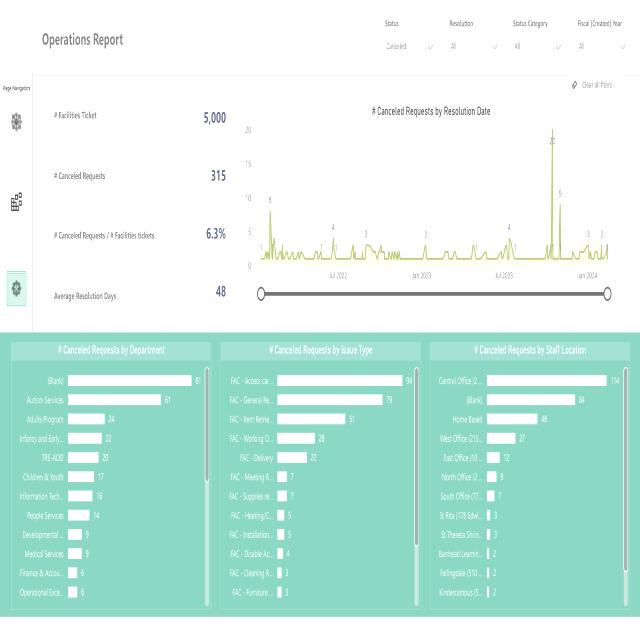 Status
Resolution
Status Category
Fiscal [Created] Year
Operations Report
Canceled
All
All
All
Page Navigators
Clear all filters
# Facilities Ticket
5,000
# Canceled Requests
315
# Canceled Requests / # Facilities tickets
6.3%
Average Resolution Days
48
# Canceled Requests by Resolution Date
20
15
10
5
0
1
8
1
4
1
3
3
1
4
1
1
20
9
3
3
Jul 2022
Jan 2023
Jul 2023
Jan 2024
# Canceled Requests by Department
(Blank) 81
Autism Services 61
Adults Program 24
Infancy and Early... 22
TRE-ADD 20
Children & Youth 17
Information Tech... 16
People Services 14
Developmental ... 9
Medical Services 9
Finance & Accou... 6
Operational Exce... 6
# Canceled Requests by Issue Type
FAC - Access car... 94
FAC - General Re... 79
FAC - Item Retrie... 51
FAC - Working O... 28
FAC - Delivery 22
FAC - Meeting R... 7
FAC - Supplies re... 7
FAC - Heating/C... 5
FAC - Installation... 5
FAC - Disable Ac... 4
FAC - Cleaning R... 3
FAC - Furniture... 3
# Canceled Requests by Staff Location
Central Office (2... 114
(Blank) 84
Home Based 48
West Office (215... 27
East Office (10 ... 12
North Office (2... 9
South Office (17... 7
St Rita (178 Edwi... 3
St Theresa Shrin... 3
Banhead Learnin... 2
Fallingdale (510 ... 2
Kindercampus (5... 2